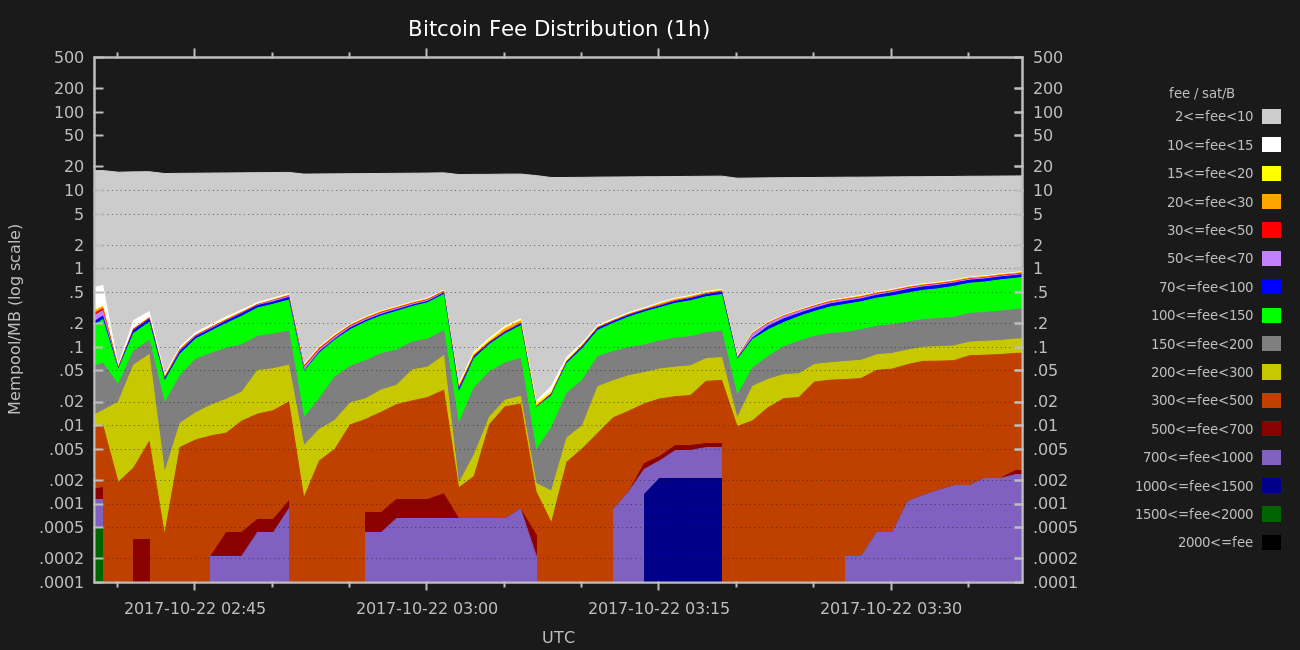 Bitcoin Fee Distribution (1h)
Mempool/MB (log scale)
500
200
100
50
20
10
5
2
1
.5
.2
.1
.05
.02
.01
.005
.002
.001
.0005
.0002
.0001
500
200
100
50
20
10
5
2
1
.5
.2
.1
.05
.02
.01
.005
.002
.001
.0005
.0002
.0001
2017-10-22 02:45
2017-10-22 03:00
2017-10-22 03:15
2017-10-22 03:30
UTC
fee / sat/B
2<=fee<10
10<=fee<15
15<=fee<20
20<=fee<30
30<=fee<50
50<=fee<70
70<=fee<100
100<=fee<150
150<=fee<200
200<=fee<300
300<=fee<500
500<=fee<700
700<=fee<1000
1000<=fee<1500
1500<=fee<2000
2000<=fee